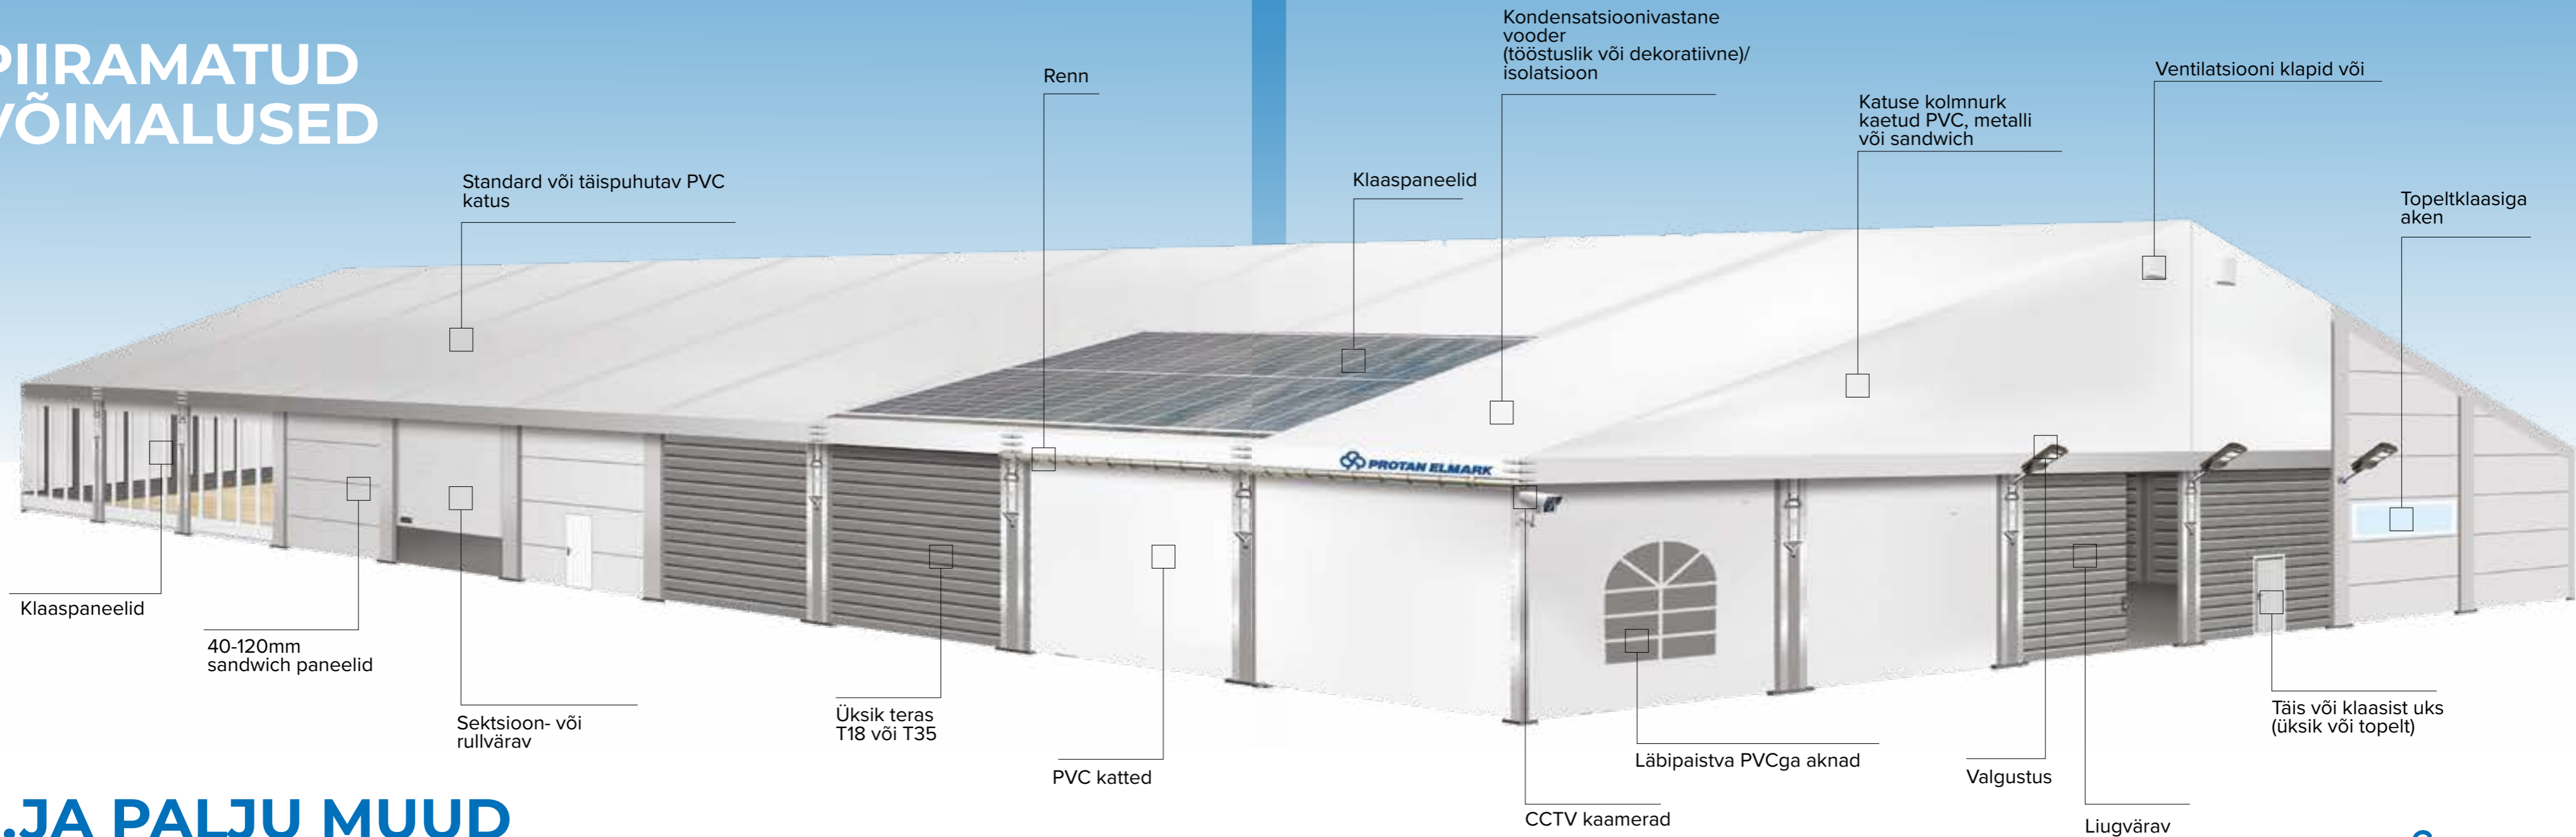 PIIRAMATUD
VÕIMALUSED
Standard või täispuhutav PVC
katus
Renn
Klaaspaneelid
Kondensatsioonivastane
vooder
(tööstuslik või dekoratiivne)/
isolatsioon
Katuse kolmnurk
kaetud PVC, metalli
või sandwich
Ventilatsiooni klapid või
Topeltklaasiga
aken
PROTAN ELMARK
Klaaspaneelid
40-120mm
sandwich paneelid
Sektsioon- või
rullvärav
Üksik teras
T18 või T35
PVC katted
CCTV kaamerad
Läbipaistva PVCga aknad
Valgustus
Liugvärav
Täis või klaasist uks
(üksik või topelt)
.JA PALJU MUUD